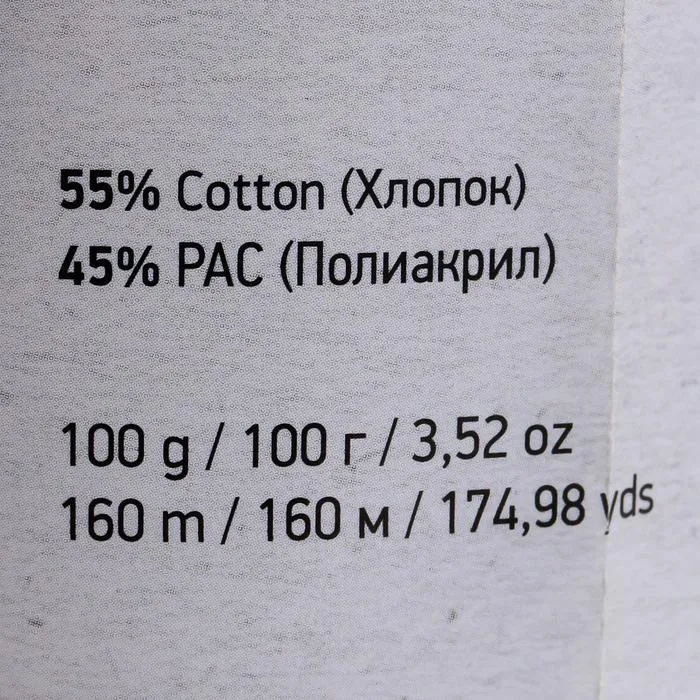 55% Cotton (Хлопок)
45% PAC (Полиакрил)
100 g / 100 г / 3,52 oz
160 m / 160 м / 174,98 yds